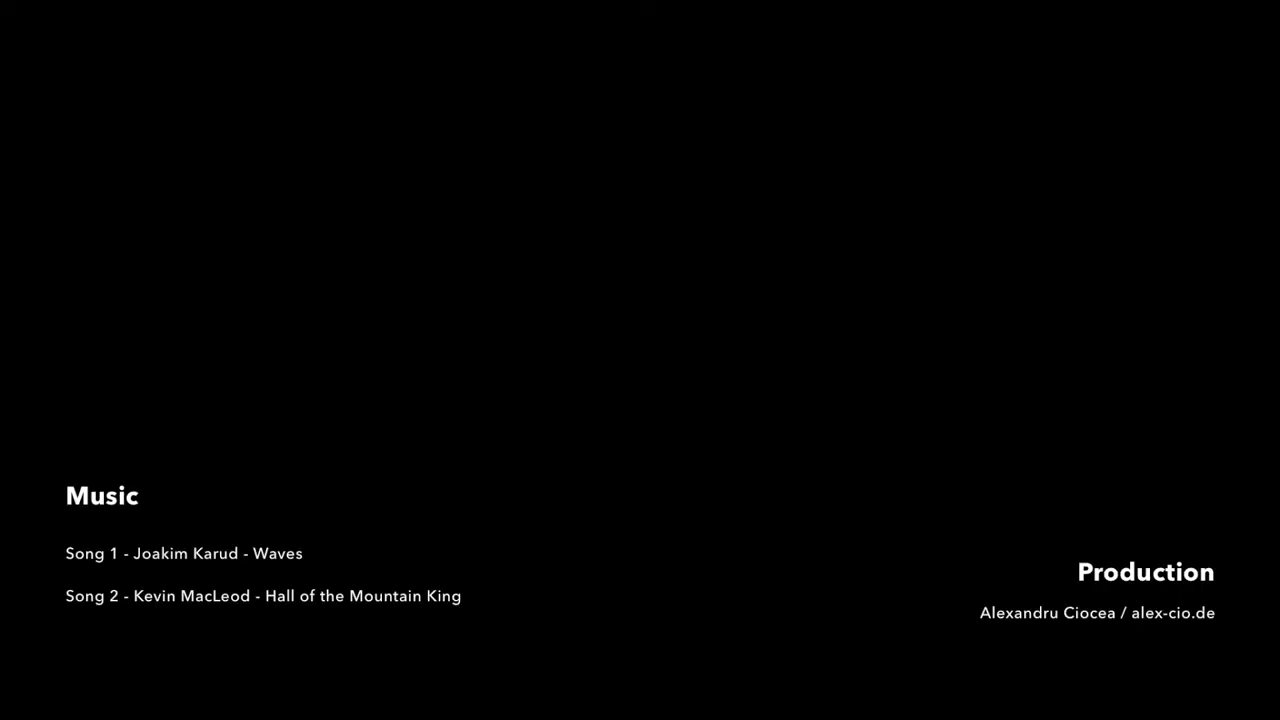 Music
Song 1 - Joakim Karud - Waves
Song 2 - Kevin MacLeod - Hall of the Mountain King
Production
Alexandru Ciocea / alex-cio.de